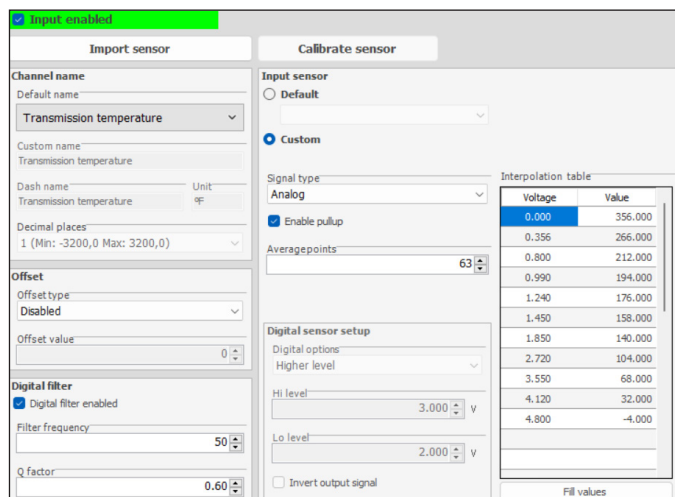 Input enabled
Import sensor
Calibrate sensor
Channel name
Default name
Transmission temperature
Custom name
Transmission temperature
Dash name
Unit
Transmission temperature
ºF
Decimal places
1 (Min: -3200,0 Max: 3200,0)
Offset
Offset type
Disabled
Offset value
0
Digital filter
Digital filter enabled
Filter frequency
50
Q factor
0.60
Input sensor
Default
Custom
Signal type
Analog
Enable pullup
Averagepoints
63
Digital sensor setup
Digital options
Higher level
Hi level
3.000 V
Lo level
2.000 V
Invert output signal
Interpolation table
Voltage Value
0.000 356.000
0.356 266.000
0.800 212.000
0.990 194.000
1.240 176.000
1.450 158.000
1.850 140.000
2.720 104.000
3.550 68.000
4.120 32.000
4.800 -4.000
Fill values